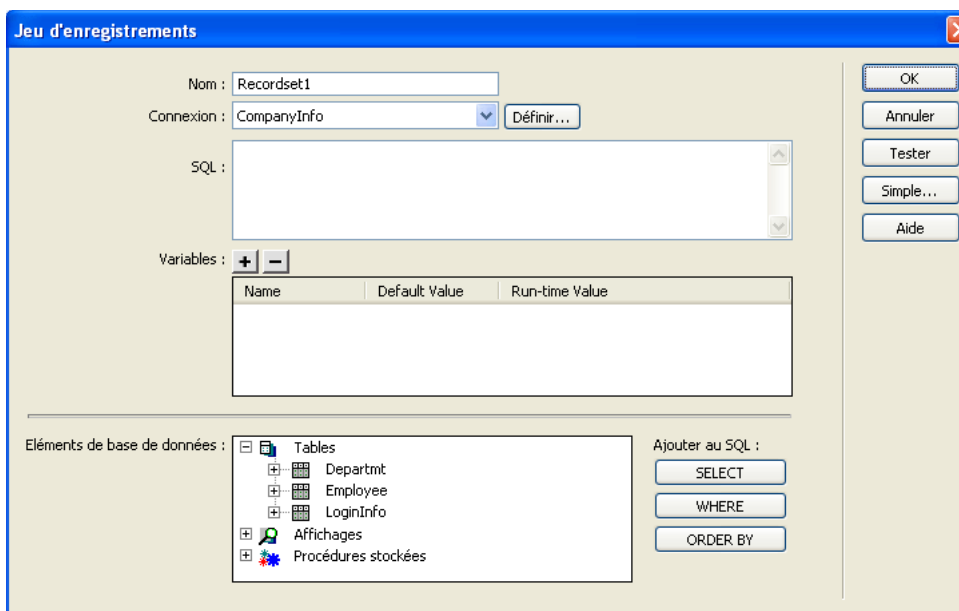 Jeu d'enregistrements
Nom : Recordset1
OK
Connexion : CompanyInfo Définir...
Annuler
SQL :
Tester
Simple...
Aide
Variables : + −
Name Default Value Run-time Value
Eléments de base de données :
Tables
Departmt
Employee
LoginInfo
Affichages
Procédures stockées
Ajouter au SQL :
SELECT
WHERE
ORDER BY